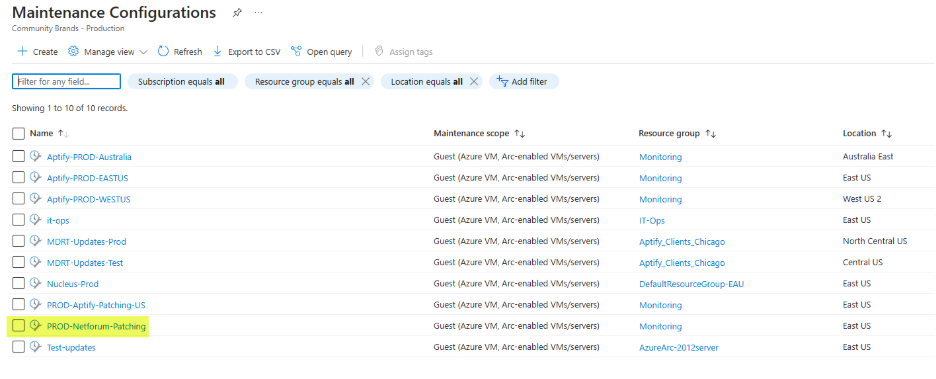 Maintenance Configurations ...
Community Brands - Production
Create Manage view Refresh Export to CSV Open query Assign tags
Filter for any field... Subscription equals all Resource group equals all Location equals all Add filter
Showing 1 to 10 of 10 records.
Name Maintenance scope Resource group Location
Aptify-PROD-Australia Guest (Azure VM, Arc-enabled VMs/servers) Monitoring Australia East
Aptify-PROD-EASTUS Guest (Azure VM, Arc-enabled VMs/servers) Monitoring East US
Aptify-PROD-WESTUS Guest (Azure VM, Arc-enabled VMs/servers) Monitoring West US 2
it-ops Guest (Azure VM, Arc-enabled VMs/servers) IT-Ops East US
MDRT-Updates-Prod Guest (Azure VM, Arc-enabled VMs/servers) Aptify_Clients_Chicago North Central US
MDRT-Updates-Test Guest (Azure VM, Arc-enabled VMs/servers) Aptify_Clients_Chicago Central US
Nucleus-Prod Guest (Azure VM, Arc-enabled VMs/servers) DefaultResourceGroup-EAU East US
PROD-Aptify-Patching-US Guest (Azure VM, Arc-enabled VMs/servers) Monitoring East US
PROD-Netforum-Patching Guest (Azure VM, Arc-enabled VMs/servers) Monitoring East US
Test-updates Guest (Azure VM, Arc-enabled VMs/servers) AzureArc-2012server East US